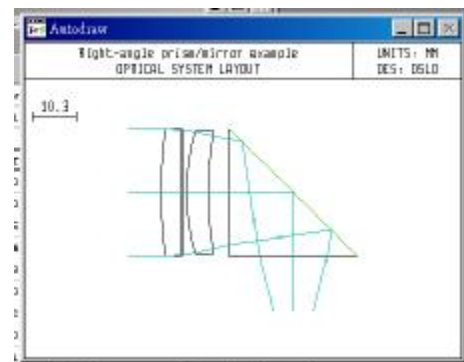 Autodraw
Right-angle prism/mirror example
OPTICAL SYSTEM LAYOUT
UNITS: MM
DES: OSLO
10.3